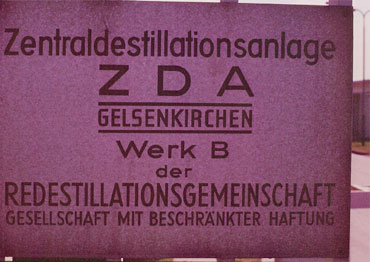 Zentraldestillationsanlage
ZDA
GELSENKIRCHEN
Werk B
der
REDESTILLATIONSGEMEINSCHAFT
GESELLSCHAFT MIT BESCHRÄNKTER HAFTUNG